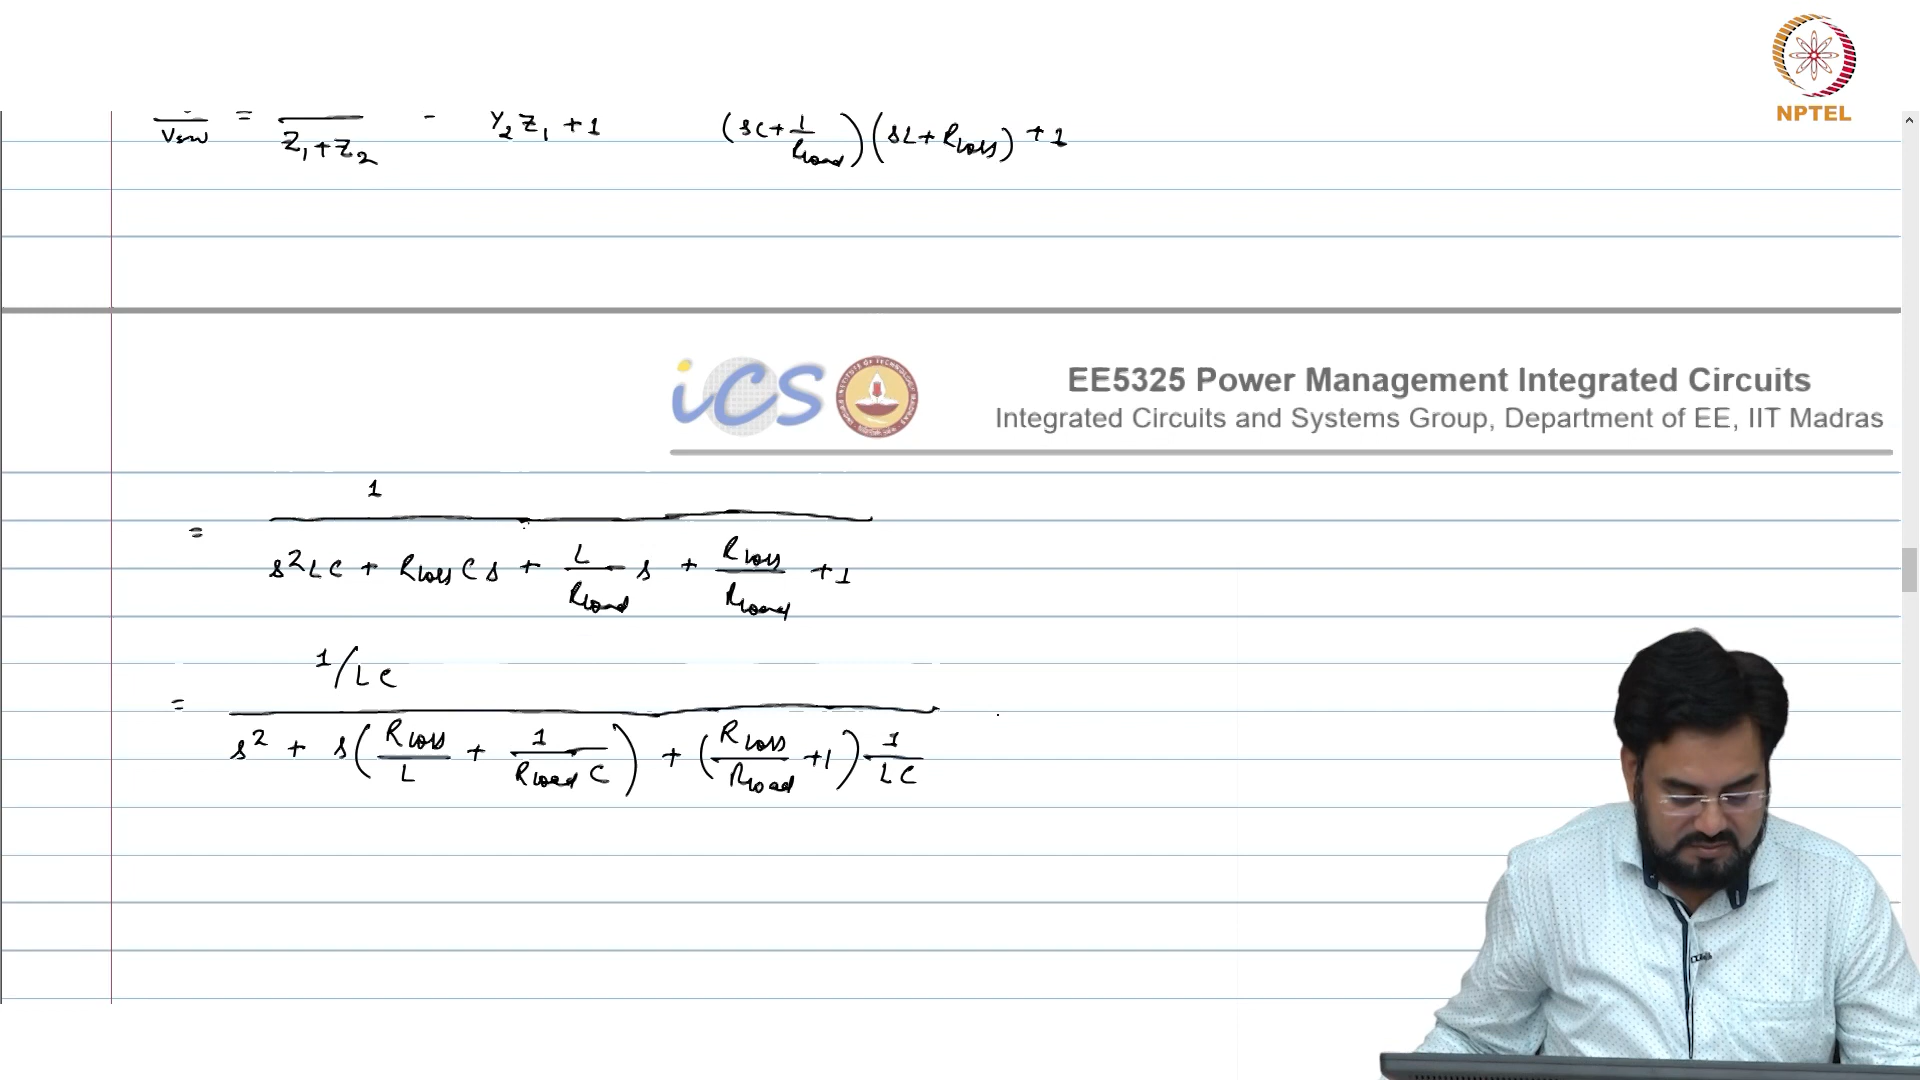 NPTEL
/Vsw = /(Z₁+Z₂) = /(Y₂Z₁ + 1) /((sC + 1/Rload)(sL + Rloss) + 1)
ics
EE5325 Power Management Integrated Circuits
Integrated Circuits and Systems Group, Department of EE, IIT Madras
= 1/(s²LC + Rloss C s + (L/Rload) s + Rloss/Rload + 1)
= (1/LC)/(s² + s(Rloss/L + 1/(Rload C)) + (Rloss/Rload + 1) 1/LC)